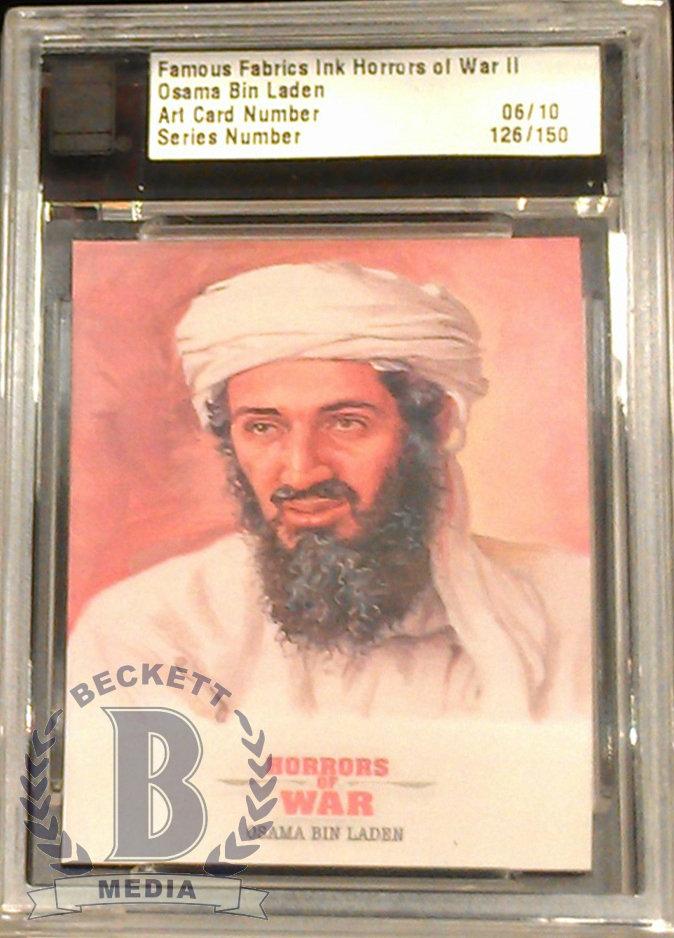 Famous Fabrics Ink Horrors of War II
Osama Bin Laden
Art Card Number 06/10
Series Number 126/150
HORRORS
OF
WAR
OSAMA BIN LADEN
BECKETT
B
MEDIA